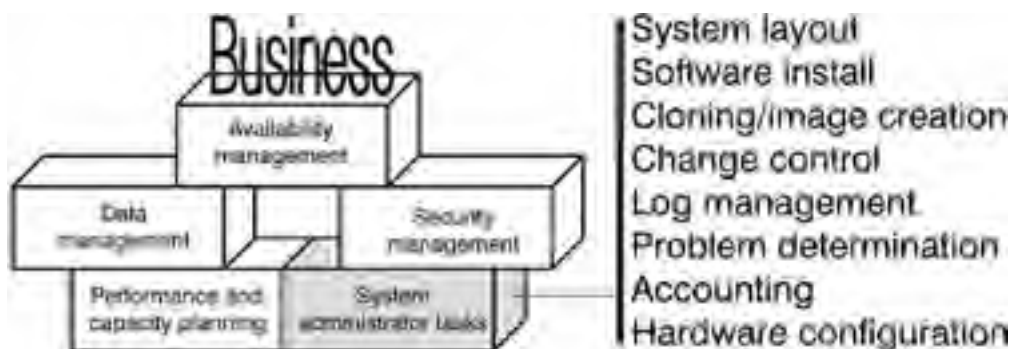 Business
Availability
management
Data
management
Security
management
Performance and
capacity planning
System
administrator tasks
System layout
Software install
Cloning/image creation
Change control
Log management
Problem determination
Accounting
Hardware configuration